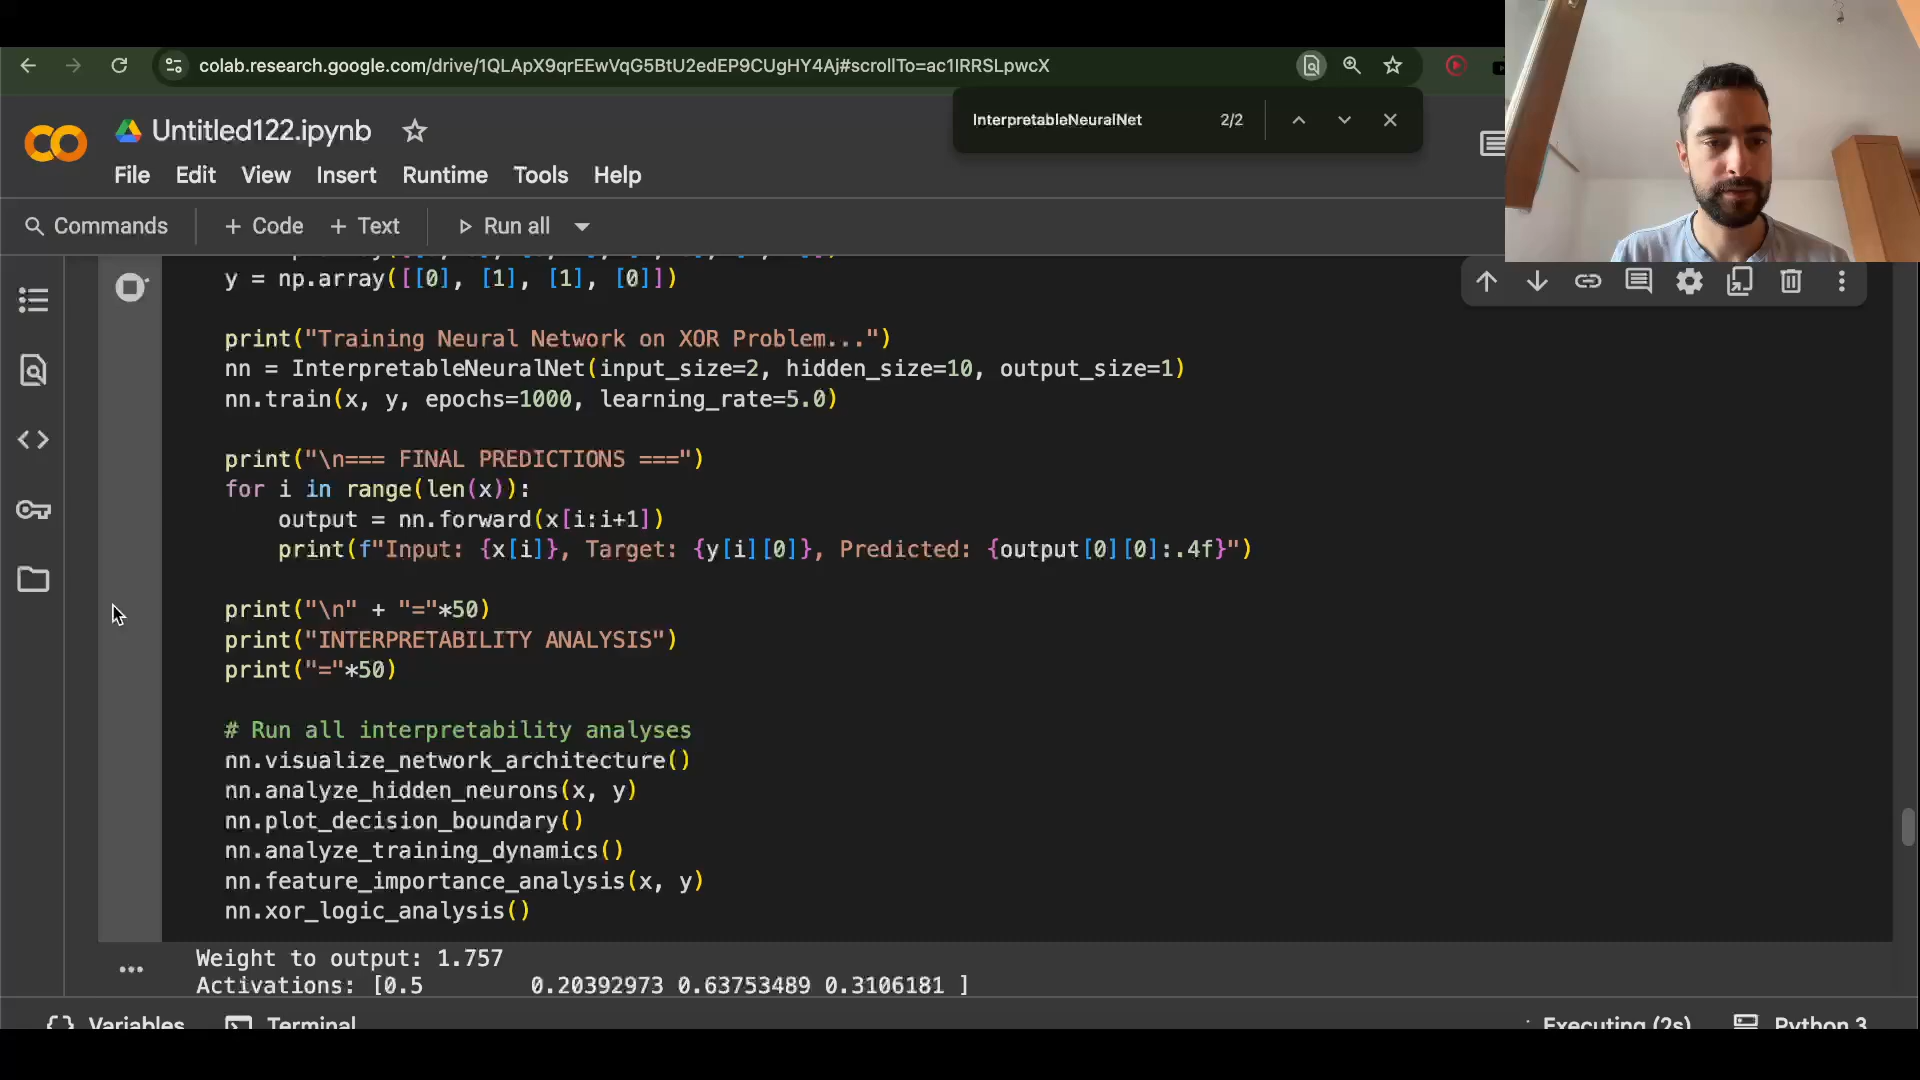 colab.research.google.com/drive/1QLApX9qrEEwVqG5BtU2edEP9CUgHY4Aj#scrollTo=ac1lRRSLpwcX
InterpretableNeuralNet 2/2
Untitled122.ipynb
File Edit View Insert Runtime Tools Help
Commands + Code + Text Run all
y = np.array([[0], [1], [1], [0]])
print("Training Neural Network on XOR Problem...")
nn = InterpretableNeuralNet(input_size=2, hidden_size=10, output_size=1)
nn.train(x, y, epochs=1000, learning_rate=5.0)
print("\n=== FINAL PREDICTIONS ===")
for i in range(len(x)):
output = nn.forward(x[i:i+1])
print(f"Input: {x[i]}, Target: {y[i][0]}, Predicted: {output[0][0]:.4f}")
print("\n" + "="*50)
print("INTERPRETABILITY ANALYSIS")
print("="*50)
# Run all interpretability analyses
nn.visualize_network_architecture()
nn.analyze_hidden_neurons(x, y)
nn.plot_decision_boundary()
nn.analyze_training_dynamics()
nn.feature_importance_analysis(x, y)
nn.xor_logic_analysis()
Weight to output: 1.757
Activations: [0.5 0.20392973 0.63753489 0.3106181 ]
{} Variables Terminal Executing (2s) Python 3